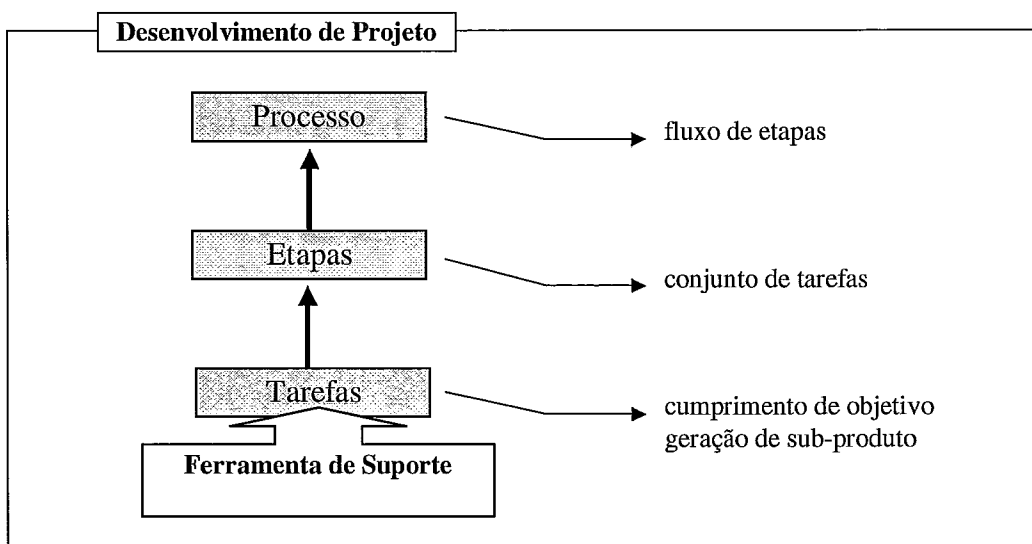 Desenvolvimento de Projeto
Processo
fluxo de etapas
Etapas
conjunto de tarefas
Tarefas
cumprimento de objetivo
geração de sub-produto
Ferramenta de Suporte